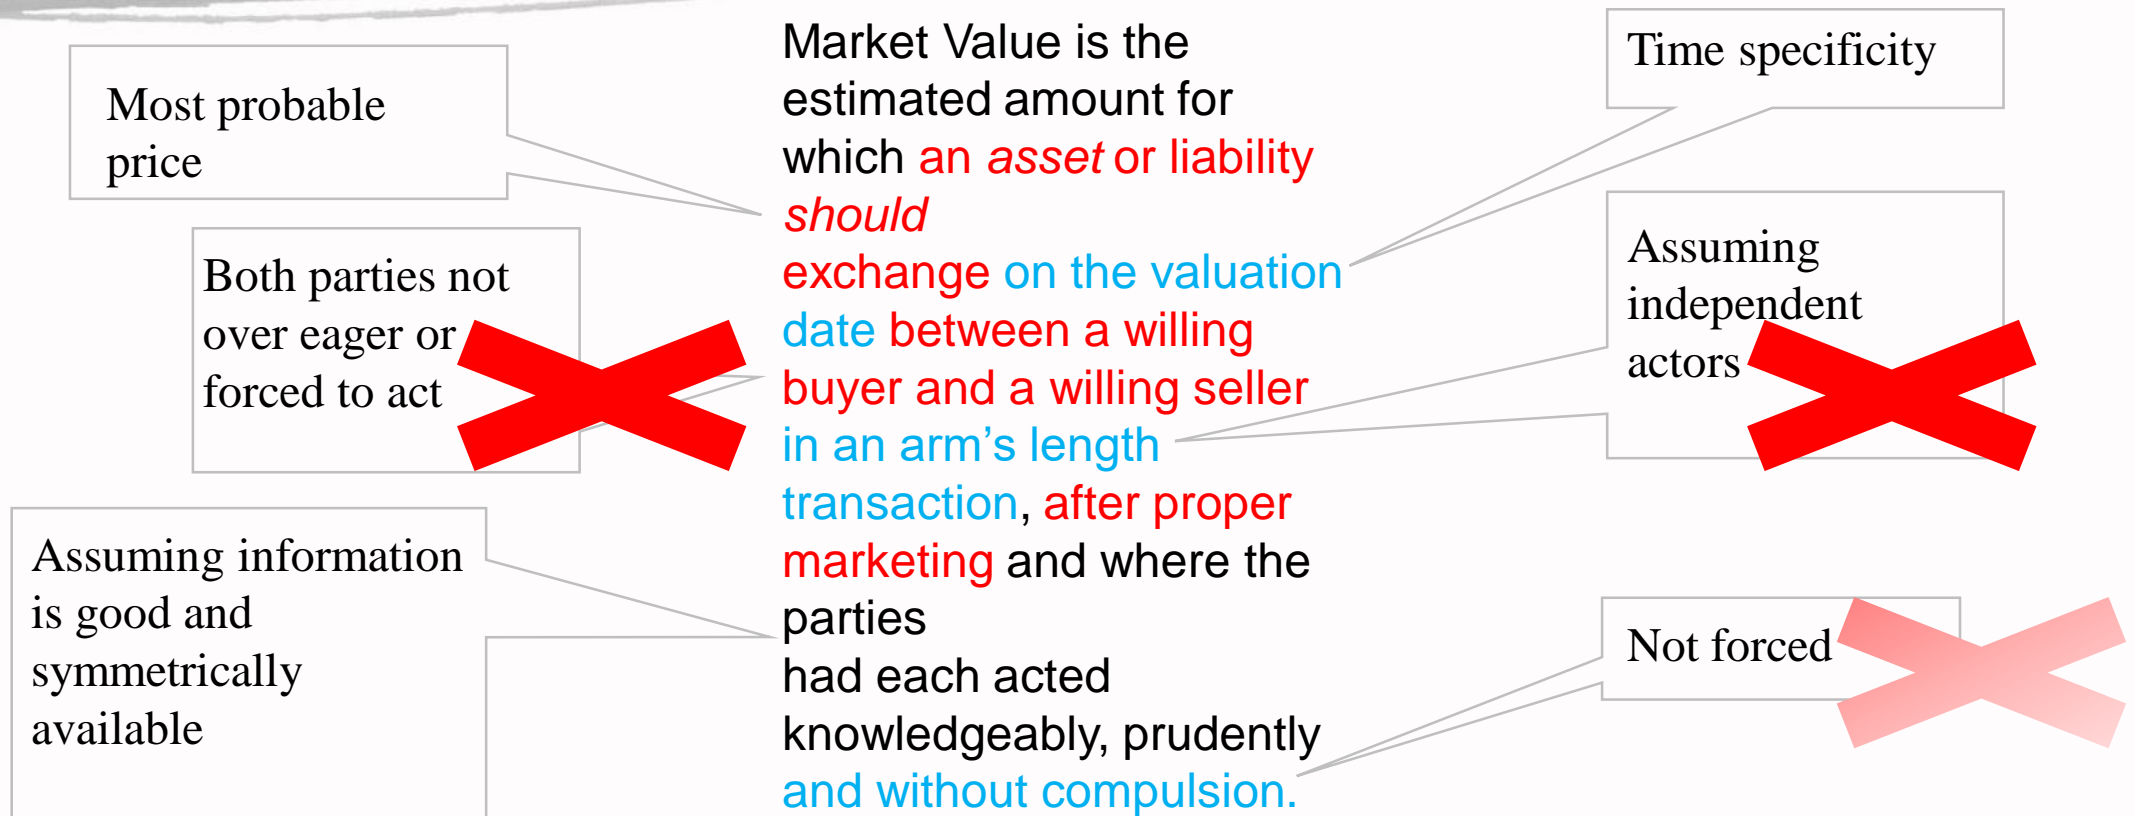 Most probable
price
Both parties not
over eager or
forced to act
Assuming information
is good and
symmetrically
available
Market Value is the
estimated amount for
which an asset or liability
should
exchange on the valuation
date between a willing
buyer and a willing seller
in an arm’s length
transaction, after proper
marketing and where the
parties
had each acted
knowledgeably, prudently
and without compulsion.
Time specificity
Assuming
independent
actors
Not forced